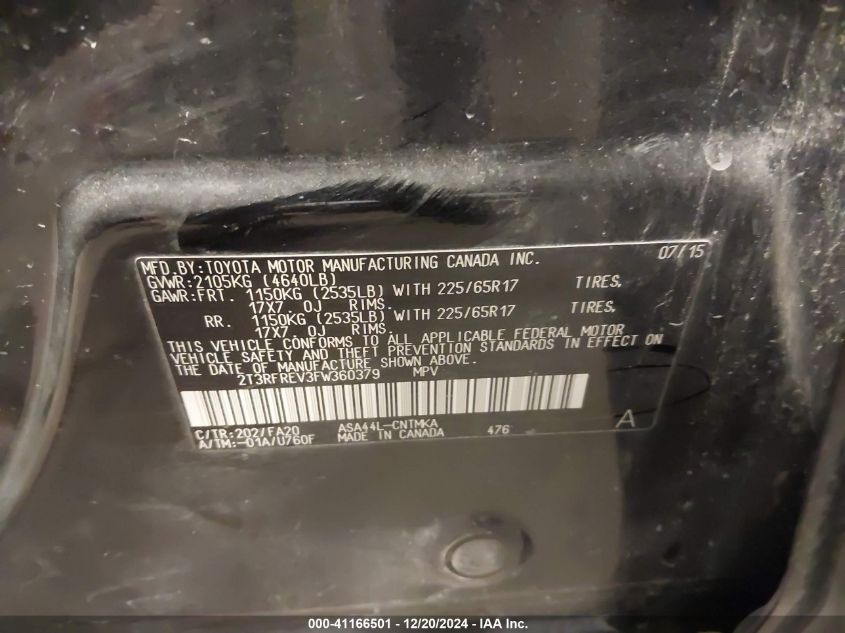 MFD.BY:TOYOTA MOTOR MANUFACTURING CANADA INC. 07/15
GVWR:2105KG (4640LB)
GAWR:FRT. 1150KG (2535LB) WITH 225/65R17 TIRES,
17X7 0J RIMS.
RR. 1150KG (2535LB) WITH 225/65R17 TIRES,
17X7 0J RIMS.
THIS VEHICLE CONFORMS TO ALL APPLICABLE FEDERAL MOTOR
VEHICLE SAFETY AND THEFT PREVENTION STANDARDS IN EFFECT ON
THE DATE OF MANUFACTURE SHOWN ABOVE.
2T3RFREV3FW360379 MPV
C/TR:202/FA20 ASA44L-CNTMKA 476 A
A/TM:-01A/U760F MADE IN CANADA
000-41166501 - 12/20/2024 - IAA Inc.